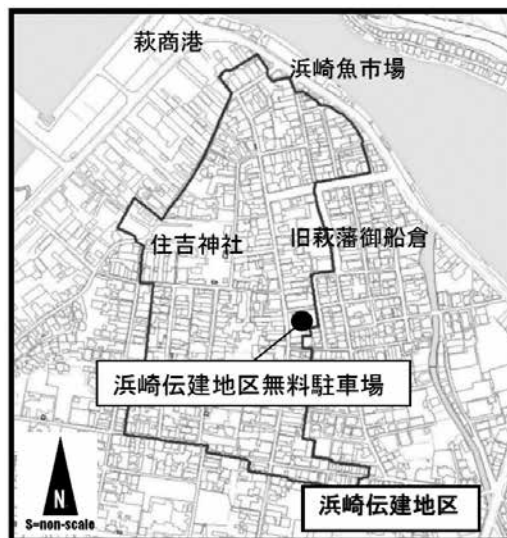 萩商港
浜崎魚市場
住吉神社
旧萩藩御船倉
浜崎伝建地区無料駐車場
浜崎伝建地区
N
S=non-scale